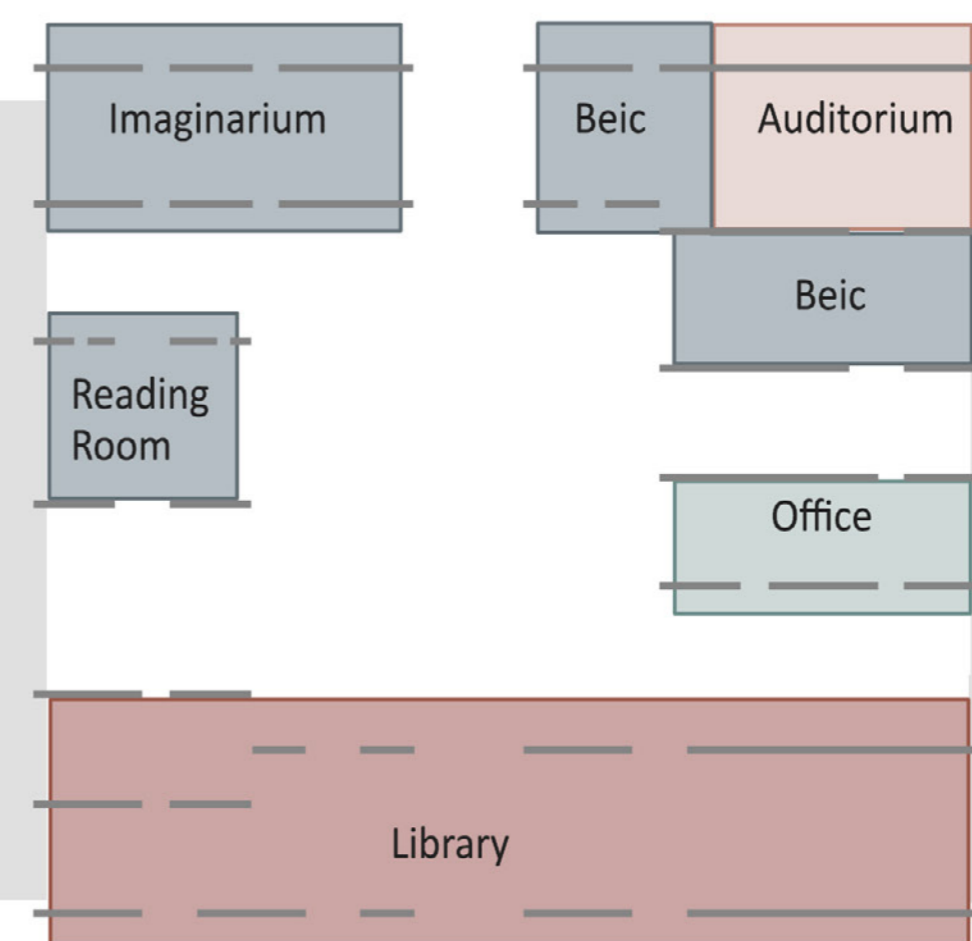 Imaginarium
Beic
Auditorium
Beic
Reading
Room
Office
Library